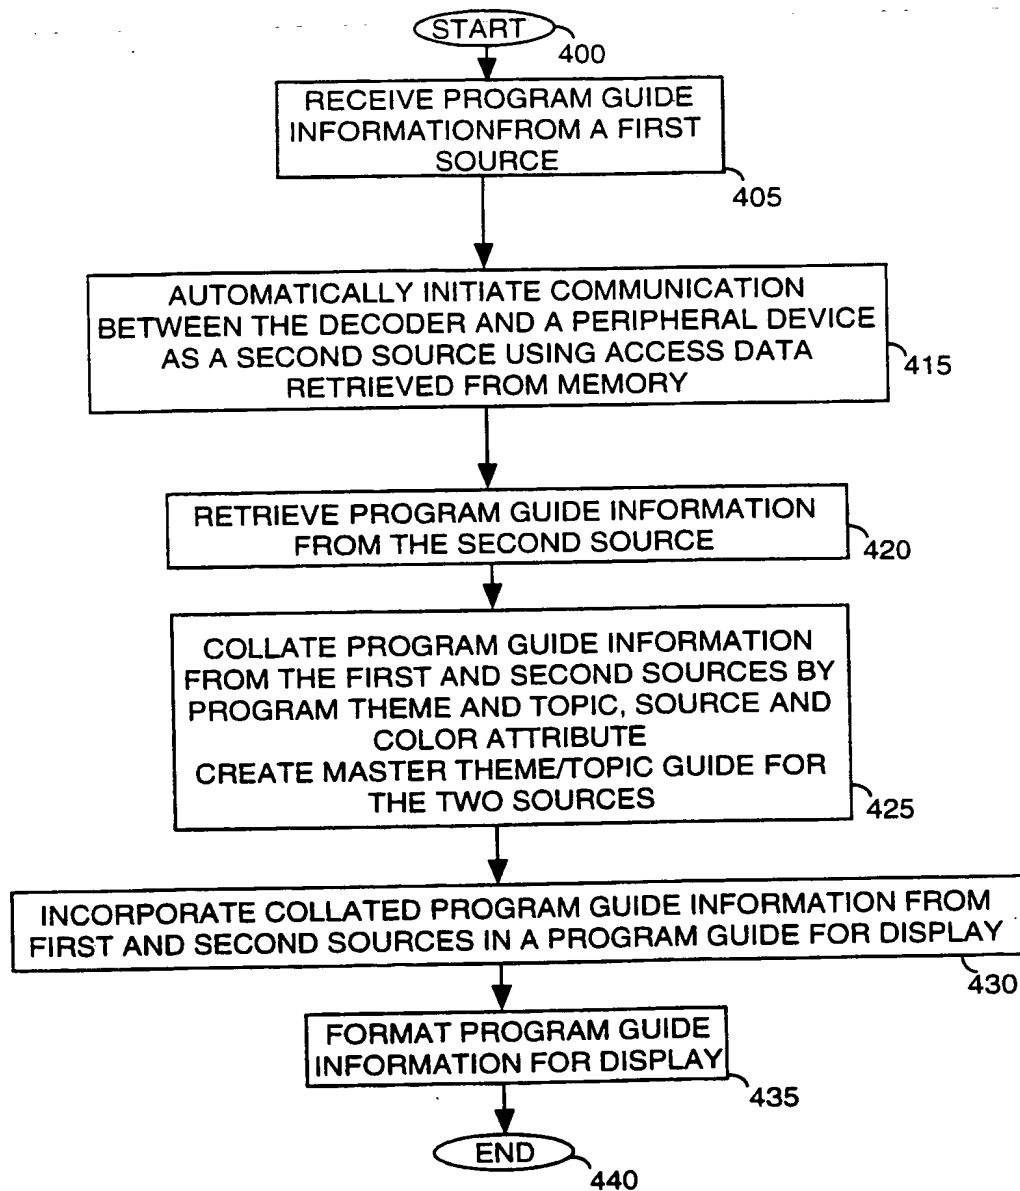 START
400
RECEIVE PROGRAM GUIDE
INFORMATIONFROM A FIRST
SOURCE
405
AUTOMATICALLY INITIATE COMMUNICATION
BETWEEN THE DECODER AND A PERIPHERAL DEVICE
AS A SECOND SOURCE USING ACCESS DATA
RETRIEVED FROM MEMORY
415
RETRIEVE PROGRAM GUIDE INFORMATION
FROM THE SECOND SOURCE
420
COLLATE PROGRAM GUIDE INFORMATION
FROM THE FIRST AND SECOND SOURCES BY
PROGRAM THEME AND TOPIC, SOURCE AND
COLOR ATTRIBUTE
CREATE MASTER THEME/TOPIC GUIDE FOR
THE TWO SOURCES
425
INCORPORATE COLLATED PROGRAM GUIDE INFORMATION FROM
FIRST AND SECOND SOURCES IN A PROGRAM GUIDE FOR DISPLAY
430
FORMAT PROGRAM GUIDE
INFORMATION FOR DISPLAY
435
END
440